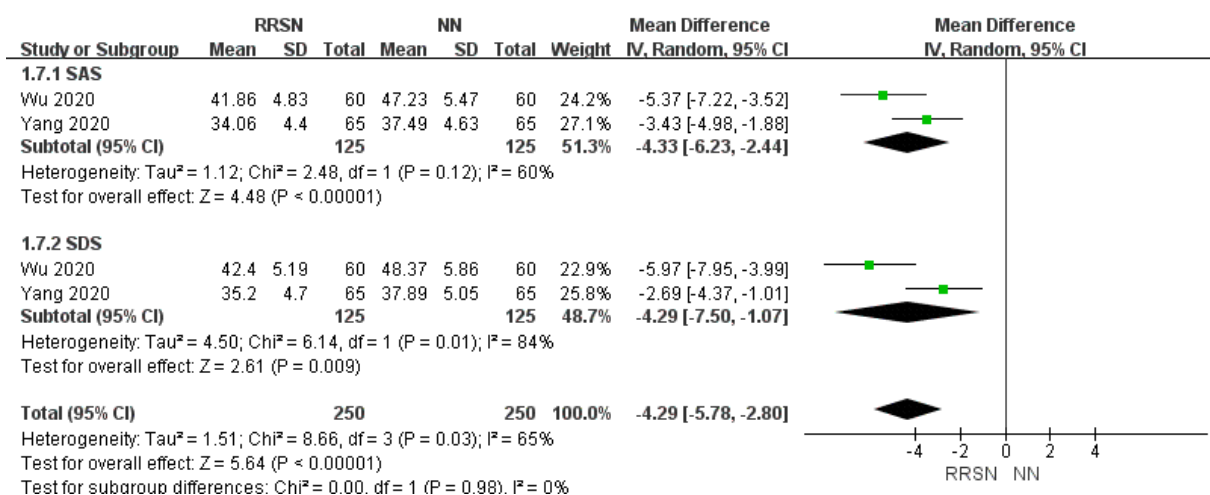 RRSN NN Mean Difference Mean Difference
Study or Subgroup Mean SD Total Mean SD Total Weight IV, Random, 95% CI IV, Random, 95% CI
1.7.1 SAS
Wu 2020 41.86 4.83 60 47.23 5.47 60 24.2% -5.37 [-7.22, -3.52]
Yang 2020 34.06 4.4 65 37.49 4.63 65 27.1% -3.43 [-4.98, -1.88]
Subtotal (95% CI) 125 125 51.3% -4.33 [-6.23, -2.44]
Heterogeneity: Tau² = 1.12; Chi² = 2.48, df = 1 (P = 0.12); I² = 60%
Test for overall effect: Z = 4.48 (P < 0.00001)
1.7.2 SDS
Wu 2020 42.4 5.19 60 48.37 5.86 60 22.9% -5.97 [-7.95, -3.99]
Yang 2020 35.2 4.7 65 37.89 5.05 65 25.8% -2.69 [-4.37, -1.01]
Subtotal (95% CI) 125 125 48.7% -4.29 [-7.50, -1.07]
Heterogeneity: Tau² = 4.50; Chi² = 6.14, df = 1 (P = 0.01); I² = 84%
Test for overall effect: Z = 2.61 (P = 0.009)
Total (95% CI) 250 250 100.0% -4.29 [-5.78, -2.80]
Heterogeneity: Tau² = 1.51; Chi² = 8.66, df = 3 (P = 0.03); I² = 65%
Test for overall effect: Z = 5.64 (P < 0.00001)
Test for subgroup differences: Chi² = 0.00, df = 1 (P = 0.98), I² = 0%
-4 -2 0 2 4
RRSN NN